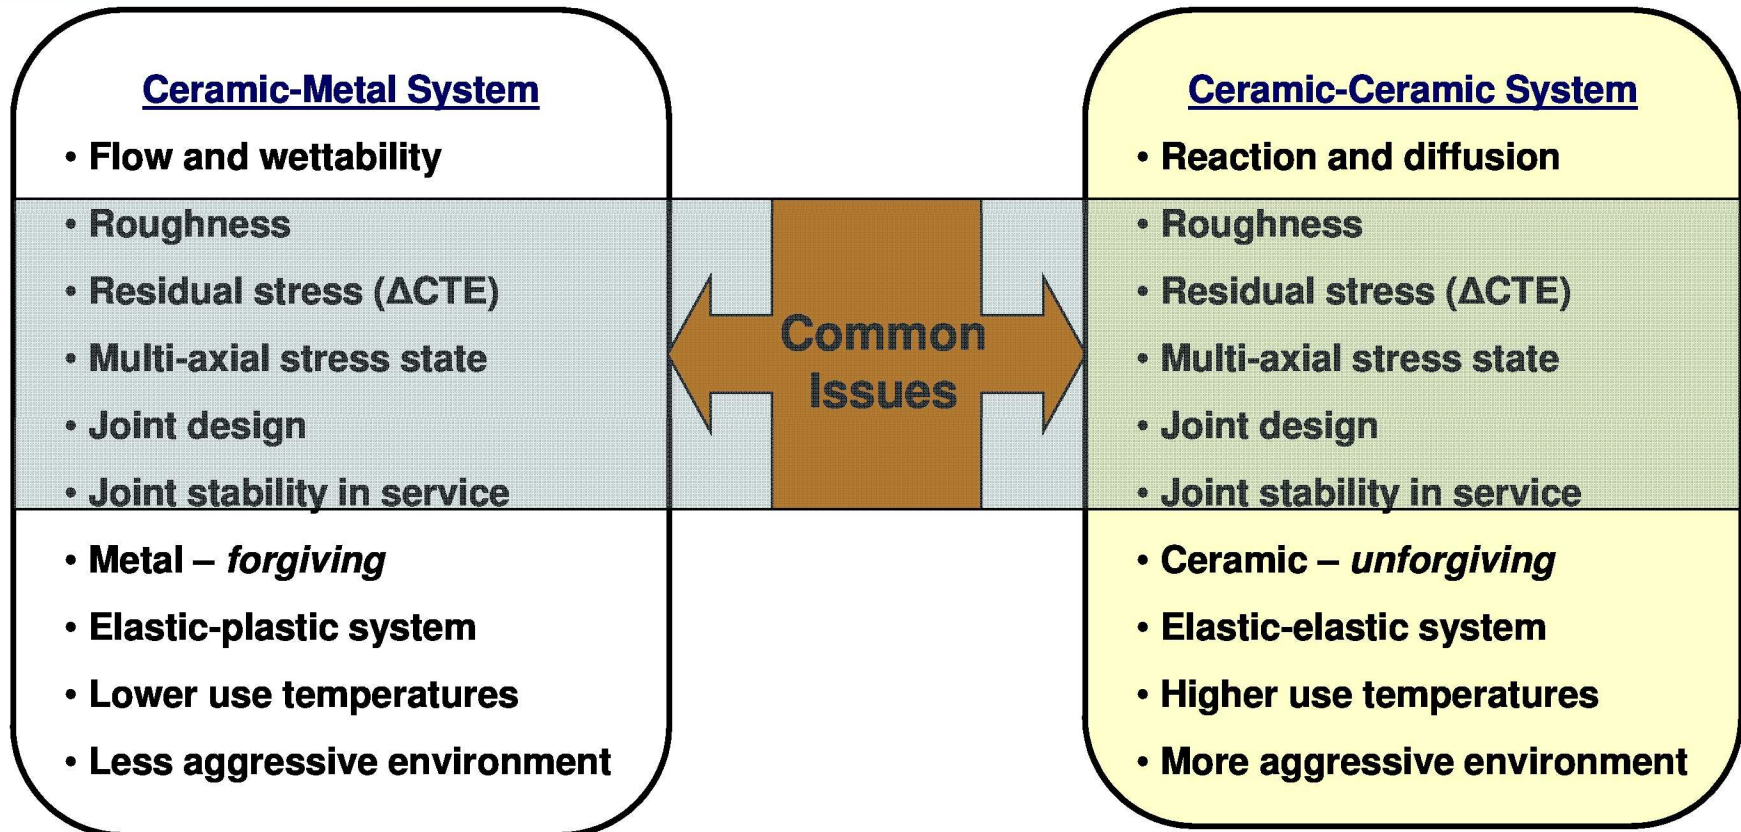 Ceramic-Metal System
• Flow and wettability
• Roughness
• Residual stress (ΔCTE)
• Multi-axial stress state
• Joint design
• Joint stability in service
• Metal – forgiving
• Elastic-plastic system
• Lower use temperatures
• Less aggressive environment
Common
Issues
Ceramic-Ceramic System
• Reaction and diffusion
• Roughness
• Residual stress (ΔCTE)
• Multi-axial stress state
• Joint design
• Joint stability in service
• Ceramic – unforgiving
• Elastic-elastic system
• Higher use temperatures
• More aggressive environment